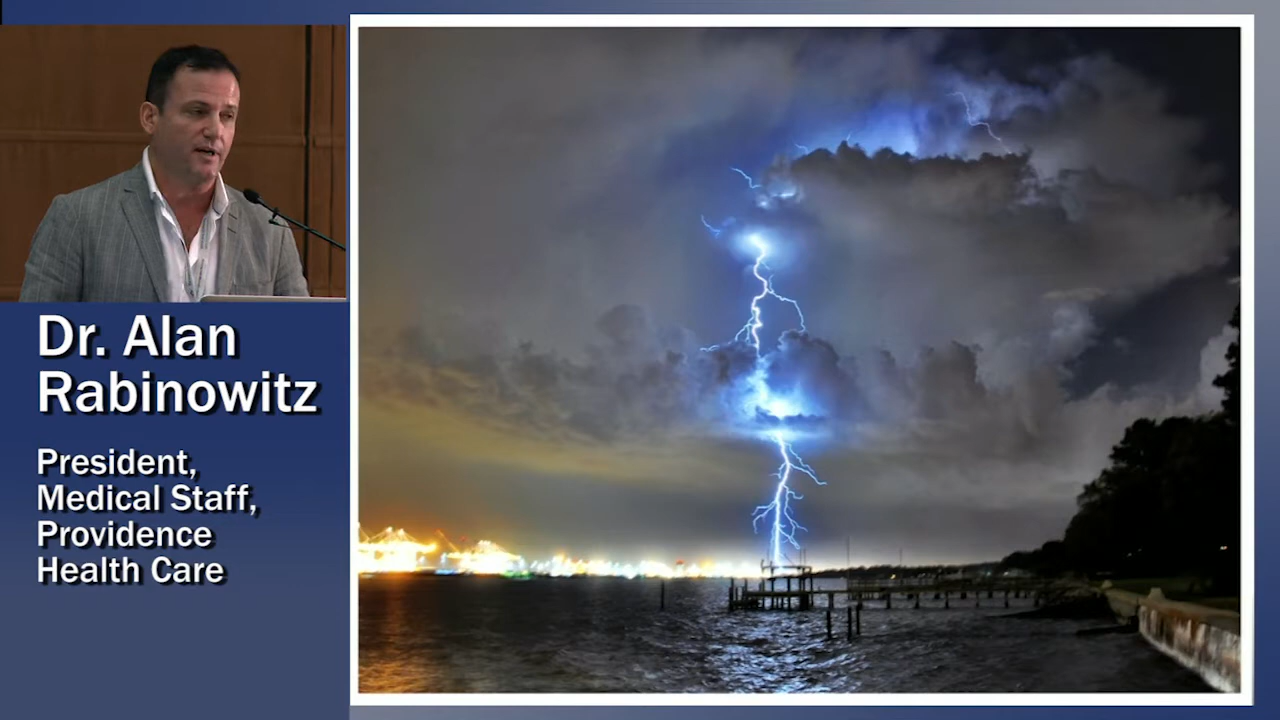 Dr. Alan
Rabinowitz
President,
Medical Staff,
Providence
Health Care